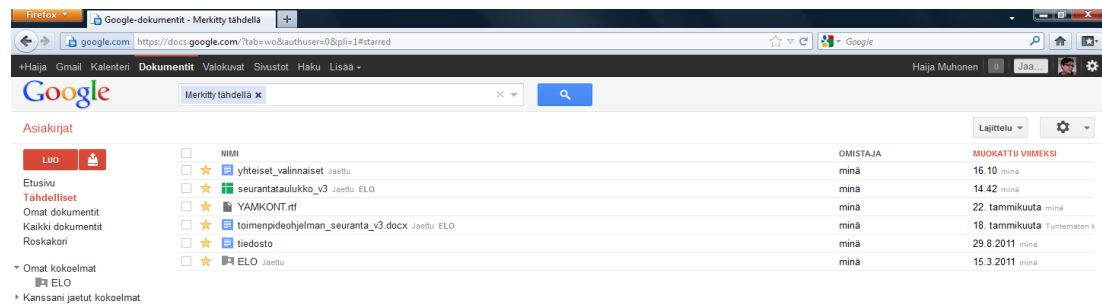 Firefox
Google-dokumentit - Merkitty tähdellä
google.com https://docs.google.com/?tab=wo&authuser=0&pli=1#starred
Google
+Haija Gmail Kalenteri Dokumentit Valokuvat Sivustot Haku Lisää
Haija Muhonen 0 Jaa...
Google
Merkitty tähdellä
Asiakirjat
Lajittelu
LUO
NIMI OMISTAJA MUOKATTU VIIMEKSI
yhteiset_valinnaiset Jaettu minä 16.10 minä
seurantataulukko_v3 Jaettu ELO minä 14.42 minä
YAMKONT.rtf minä 22. tammikuuta minä
toimenpideohjelman_seuranta_v3.docx Jaettu ELO minä 18. tammikuuta Tuntematon k
tiedosto minä 29.8.2011 minä
ELO Jaettu minä 15.3.2011 minä
Etusivu
Tähdelliset
Omat dokumentit
Kaikki dokumentit
Roskakori
Omat kokoelmat
ELO
Kanssani jaetut kokoelmat